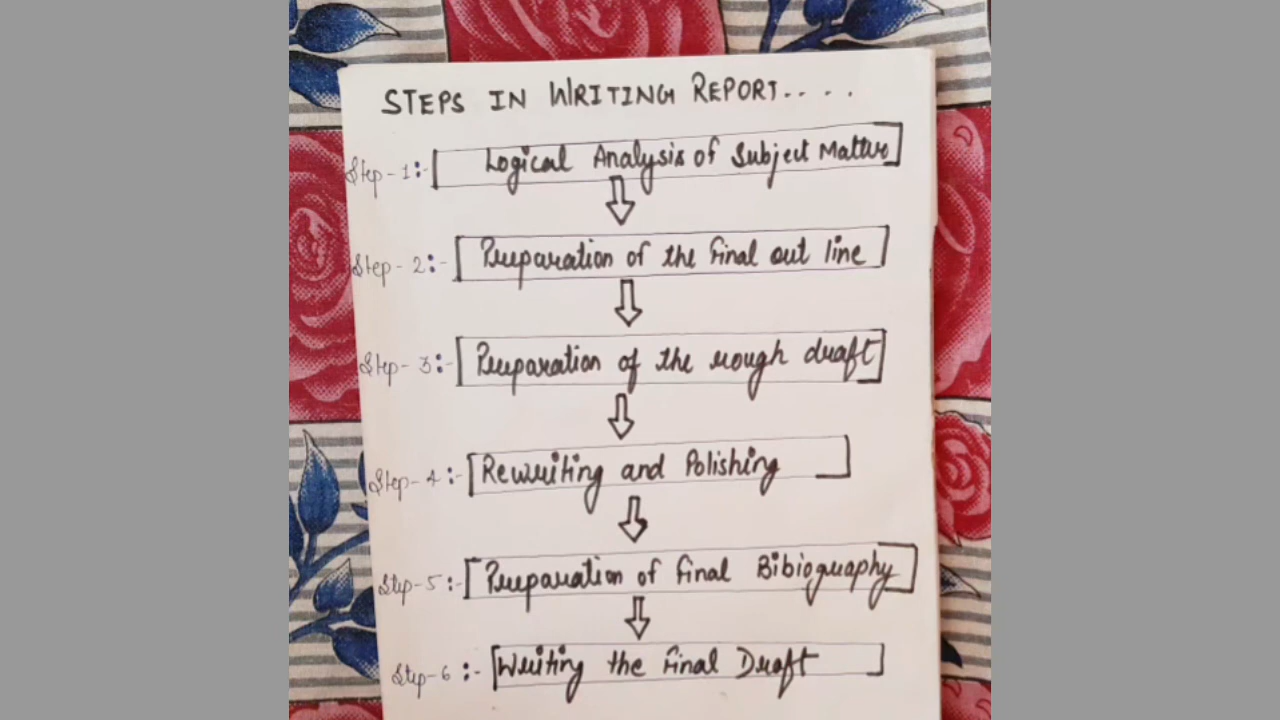 STEPS IN WRITING REPORT....
Step-1:- Logical Analysis of Subject Matter
Step-2:- Preparation of the final out line
Step-3:- Preparation of the rough draft
Step-4:- Rewriting and Polishing
Step-5:- Preparation of final Bibiography
Step-6:- Writing the Final Draft